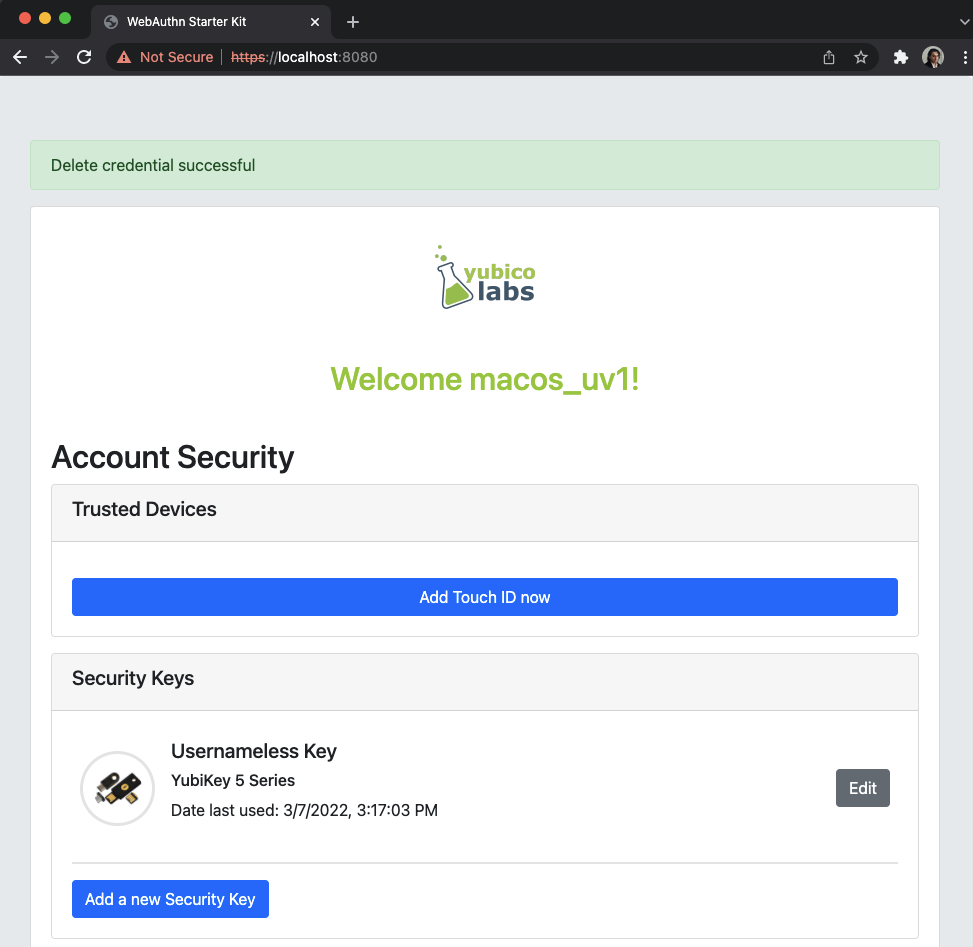 WebAuthn Starter Kit
Not Secure https://localhost:8080
Delete credential successful
yubico
labs
Welcome macos_uv1!
Account Security
Trusted Devices
Add Touch ID now
Security Keys
Usernameless Key
YubiKey 5 Series
Date last used: 3/7/2022, 3:17:03 PM
Edit
Add a new Security Key